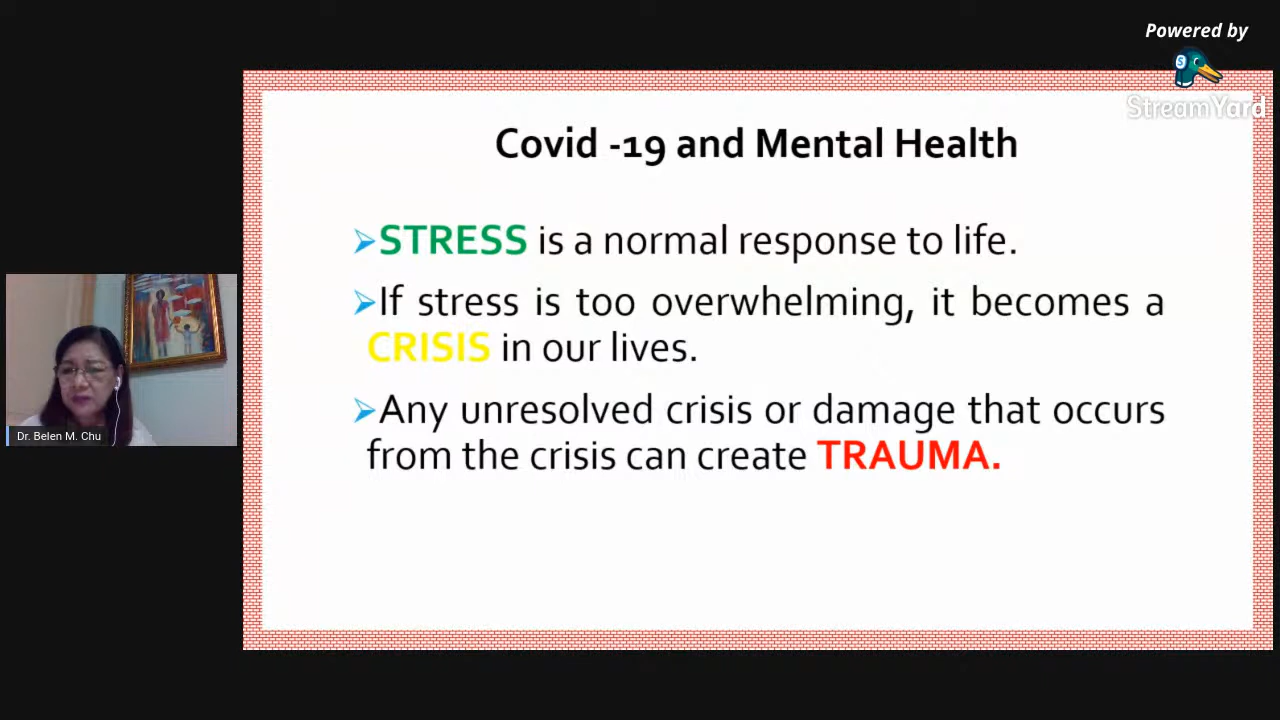 Powered by
StreamYard
Covid -19 and Mental Health
➢STRESS is a normal response to life.
➢If stress is too overwhelming, it becomes a
CRISIS in our lives.
➢Any unresolved crisis or damage that occurs
from the crisis can create TRAUMA.
Dr. Belen M. Chu